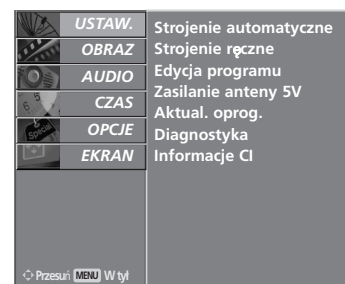 USTAW.
OBRAZ
AUDIO
CZAS
OPCJE
EKRAN
Strojenie automatyczne
Strojenie ręczne
Edycja programu
Zasilanie anteny 5V
Aktual. oprog.
Diagnostyka
Informacje CI
Special
Przesuń MENU W tył